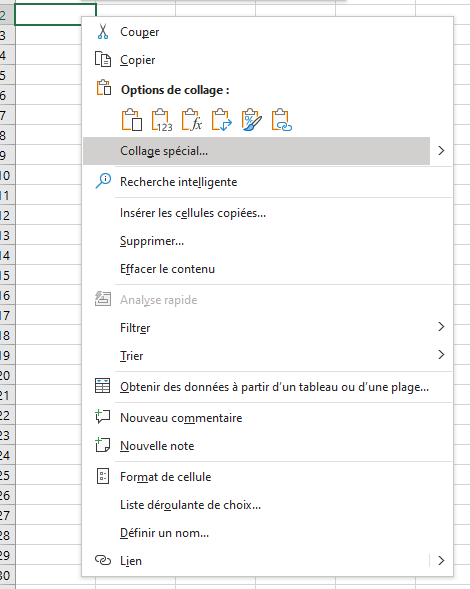 Couper
Copier
Options de collage :
123
fx
Collage spécial...
Recherche intelligente
Insérer les cellules copiées...
Supprimer...
Effacer le contenu
Analyse rapide
Filtrer
Trier
Obtenir des données à partir d'un tableau ou d'une plage...
Nouveau commentaire
Nouvelle note
Format de cellule
Liste déroulante de choix...
Définir un nom...
Lien
2
3
4
5
6
7
8
9
10
11
12
13
14
15
16
17
18
19
20
21
22
23
24
25
26
27
28
29
30